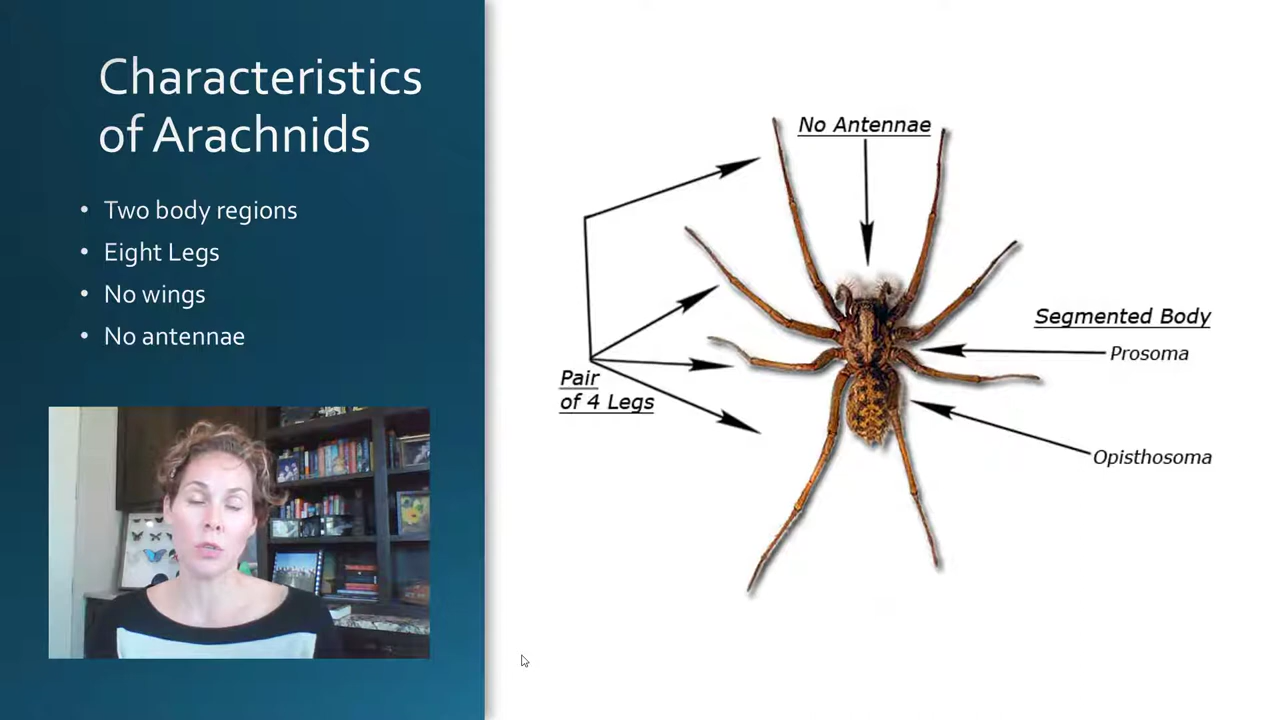 Characteristics
of Arachnids
• Two body regions
• Eight Legs
• No wings
• No antennae
No Antennae
Pair
of 4 Legs
Segmented Body
Prosoma
Opisthosoma